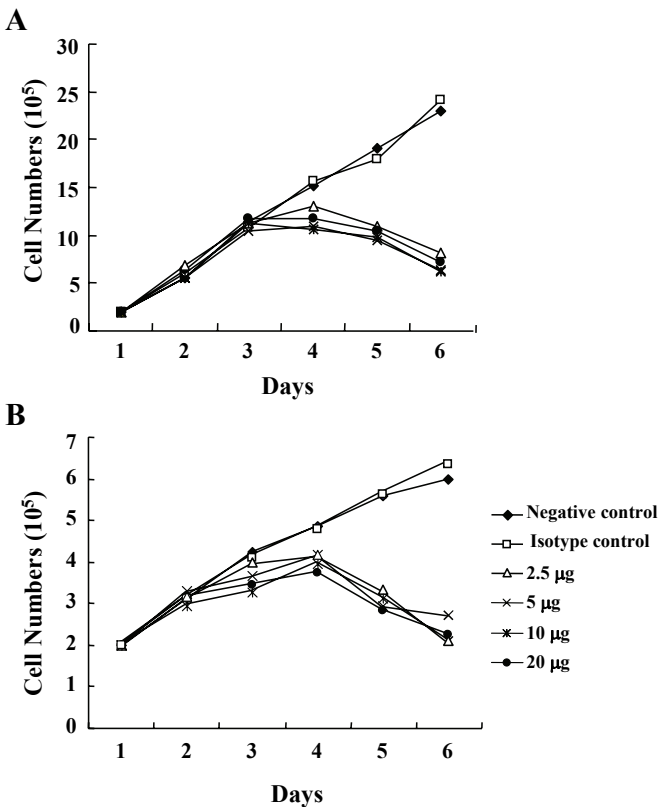 A
30
25
20
15
10
5
0
Cell Numbers (10⁵)
1 2 3 4 5 6
Days
B
7
6
5
4
3
2
1
0
Cell Numbers (10⁵)
1 2 3 4 5 6
Days
Negative control
Isotype control
2.5 µg
5 µg
10 µg
20 µg